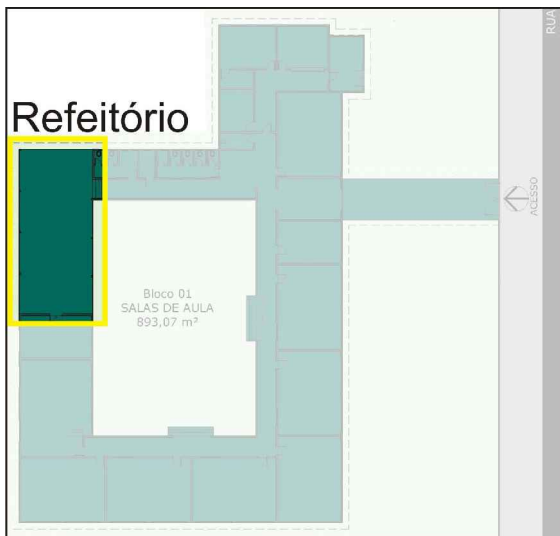 RUA
Refeitório
ACESSO
Bloco 01
SALAS DE AULA
893,07 m²